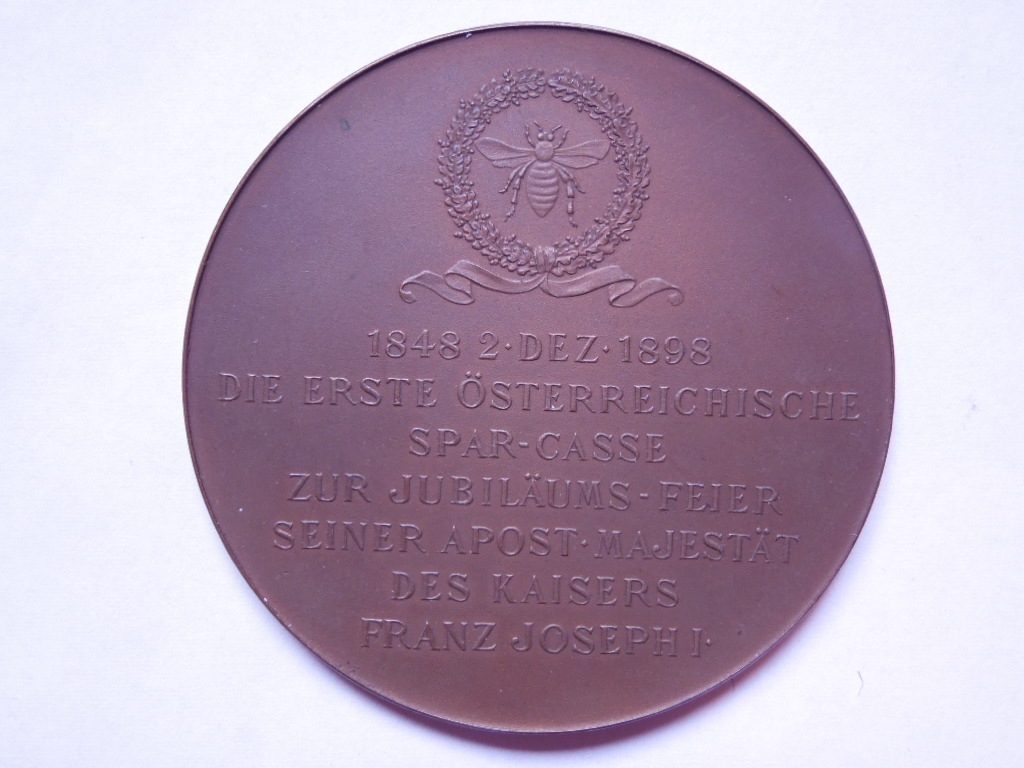 1848 2·DEZ·1898
DIE ERSTE ÖSTERREICHISCHE
SPAR-CASSE
ZUR JUBILÄUMS-FEIER
SEINER APOST·MAJESTÄT
DES KAISERS
FRANZ JOSEPH I·